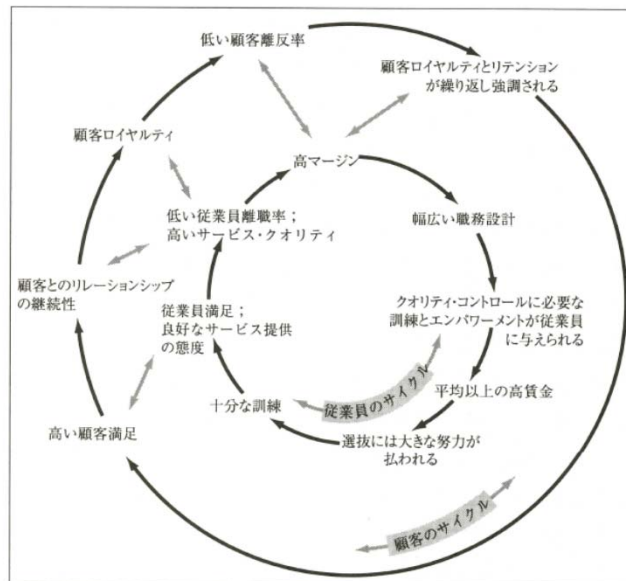 低い顧客離反率
顧客ロイヤルティとリテンション
が繰り返し強調される
顧客ロイヤルティ
高マージン
低い従業員離職率；
高いサービス・クオリティ
幅広い職務設計
顧客とのリレーションシップ
の継続性
従業員満足；
良好なサービス提供
の態度
クオリティ・コントロールに必要な
訓練とエンパワーメントが従業員
に与えられる
平均以上の高賃金
十分な訓練
従業員のサイクル
高い顧客満足
選抜には大きな努力が
払われる
顧客のサイクル